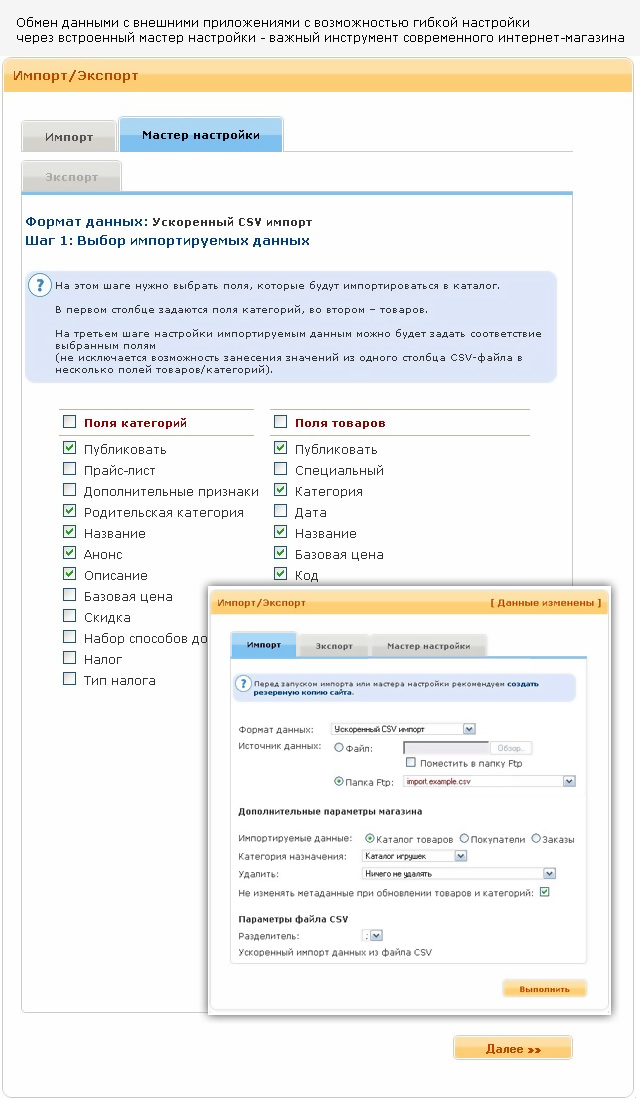 Обмен данными с внешними приложениями с возможностью гибкой настройки
через встроенный мастер настройки - важный инструмент современного интернет-магазина
Импорт/Экспорт
Импорт
Мастер настройки
Экспорт
Формат данных: Ускоренный CSV импорт
Шаг 1: Выбор импортируемых данных
? На этом шаге нужно выбрать поля, которые будут импортироваться в каталог.
В первом столбце задаются поля категорий, во втором – товаров.
На третьем шаге настройки импортируемым данным можно будет задать соответствие
выбранным полям
(не исключается возможность занесения значений из одного столбца CSV-файла в
несколько полей товаров/категорий).
Поля категорий
Публиковать
Прайс-лист
Дополнительные признаки
Родительская категория
Название
Анонс
Описание
Базовая цена
Скидка
Набор способов до
Налог
Тип налога
Поля товаров
Публиковать
Специальный
Категория
Дата
Название
Базовая цена
Код
Импорт/Экспорт [ Данные изменены ]
Импорт Экспорт Мастер настройки
? Перед запуском импорта или мастера настройки рекомендуем создать
резервную копию сайта.
Формат данных: Ускоренный CSV импорт
Источник данных: Файл: Обзор...
Поместить в папку Ftp
Папка Ftp: import.example.csv
Дополнительные параметры магазина
Импортируемые данные: Каталог товаров Покупатели Заказы
Категория назначения: Каталог игрушек
Удалить: Ничего не удалять
Не изменять метаданные при обновлении товаров и категорий:
Параметры файла CSV
Разделитель: ;
Ускоренный импорт данных из файла CSV
Выполнить
Далее »»